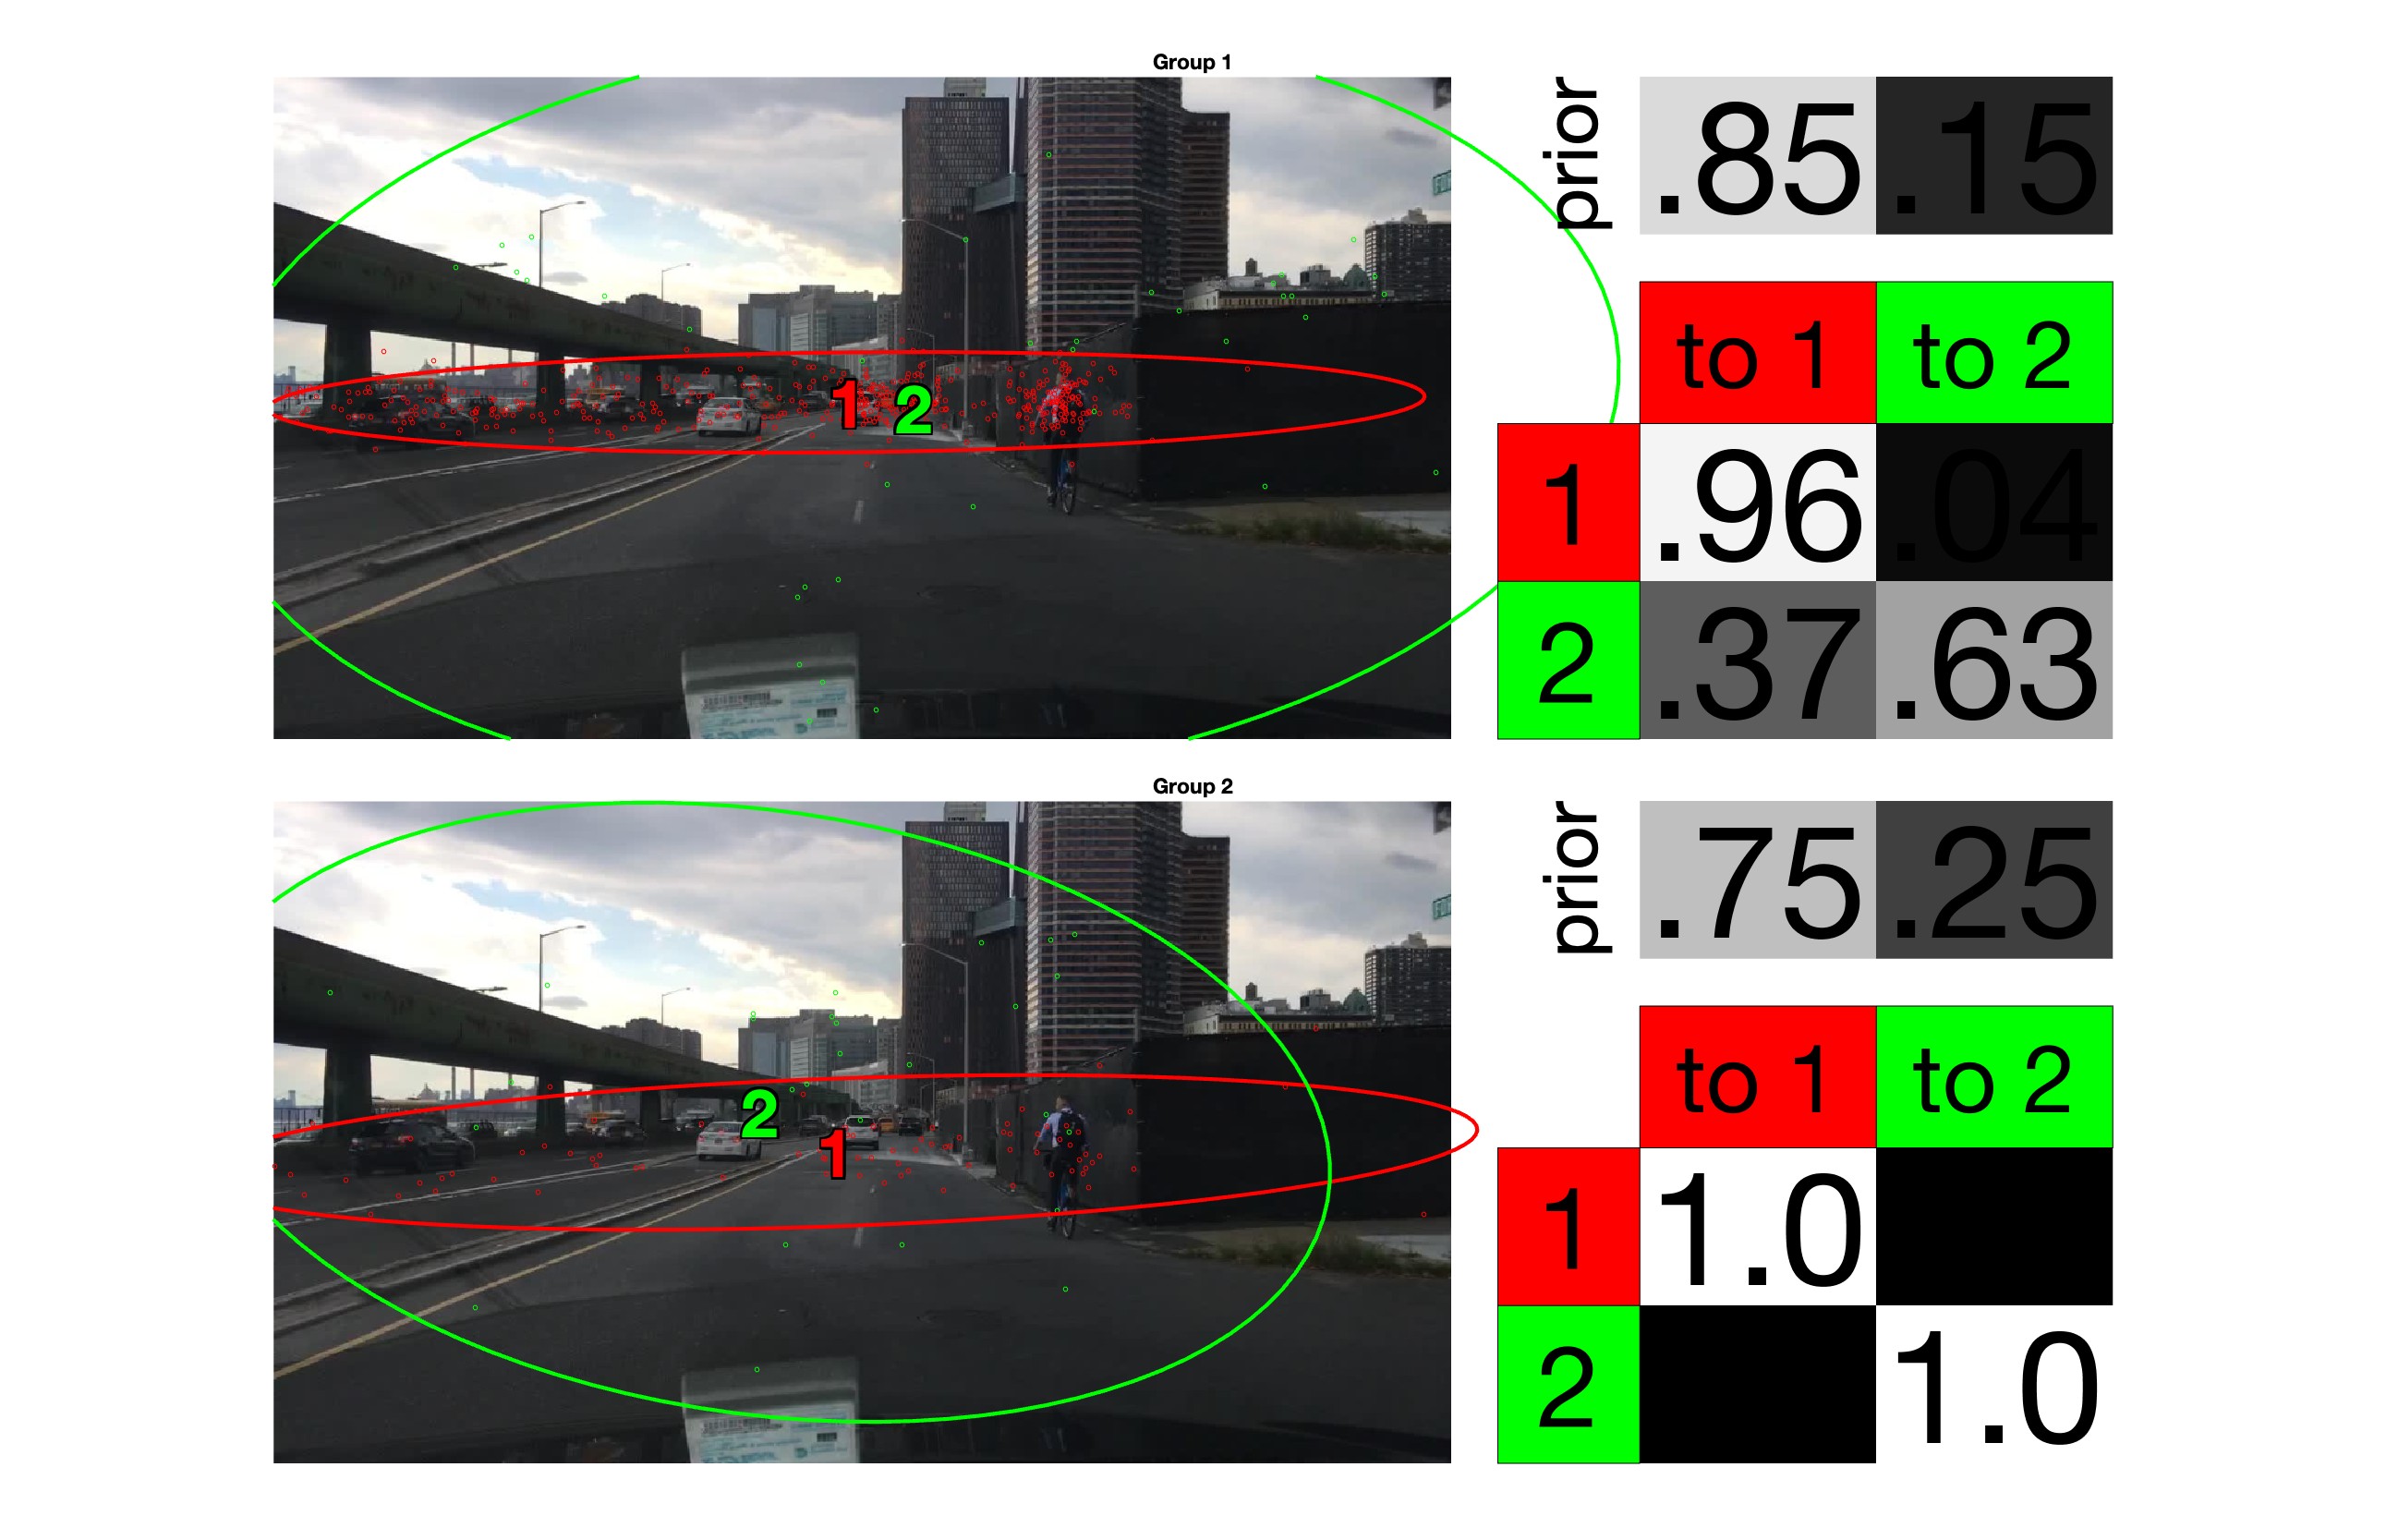 Group 1
1 2
prior .85 .15
to 1 to 2
1 .96 .04
2 .37 .63
Group 2
2
1
prior .75 .25
to 1 to 2
1 1.0
2 1.0